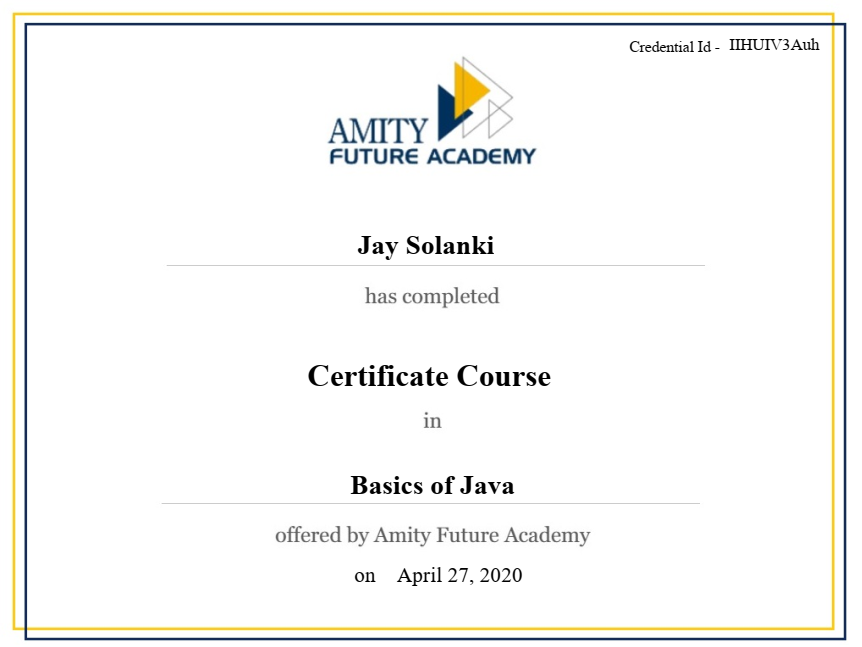 Credential Id - IIHUIV3Auh
AMITY
FUTURE ACADEMY
Jay Solanki
has completed
Certificate Course
in
Basics of Java
offered by Amity Future Academy
on April 27, 2020